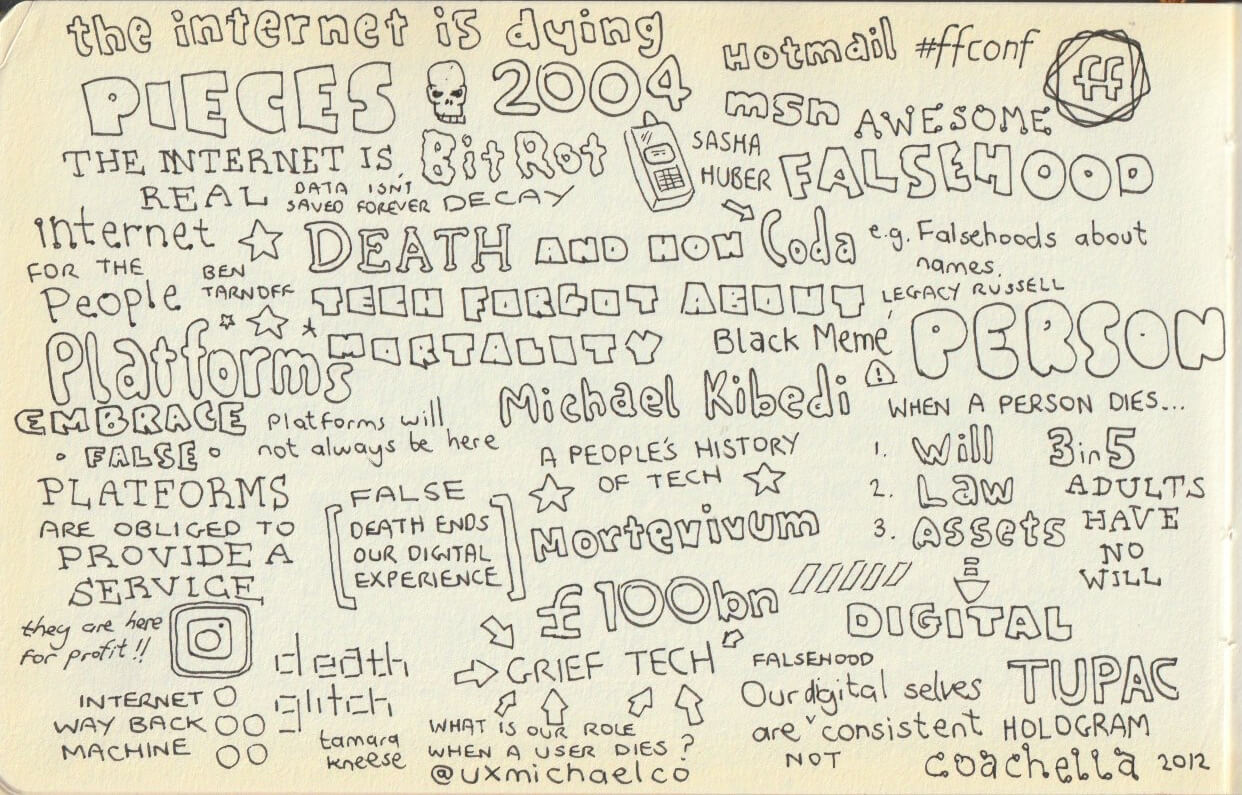 the internet is dying
PIECES 2004
Hotmail #ffconf ff
msn AWESOME
THE INTERNET IS
REAL
BitRot
DATA ISNT
SAVED FOREVER DECAY
SASHA
HUBER
FALSEHOOD
internet
FOR THE
People
BEN
TARNOFF
DEATH AND HOW
TECH FORGOT ABOUT
MORTALITY
Coda
e.g. Falsehoods about
names.
LEGACY RUSSELL
Black Meme
PERSON
Platforms
Michael Kibedi
WHEN A PERSON DIES...
EMBRACE
FALSE
Platforms will
not always be here
A PEOPLE'S HISTORY
OF TECH
1. Will
2. Law
3. Assets
3 in 5
ADULTS
HAVE
NO
WILL
PLATFORMS
ARE OBLIGED TO
PROVIDE A
SERVICE
FALSE
DEATH ENDS
OUR DIGITAL
EXPERIENCE
Mortevivum
£100bn
DIGITAL
they are here
for profit!!
death
glitch
tamara
kneese
GRIEF TECH
FALSEHOOD
Our digital selves
are consistent
NOT
TUPAC
HOLOGRAM
coachella 2012
INTERNET
WAY BACK
MACHINE
WHAT IS OUR ROLE
WHEN A USER DIES?
@uxmichaelco